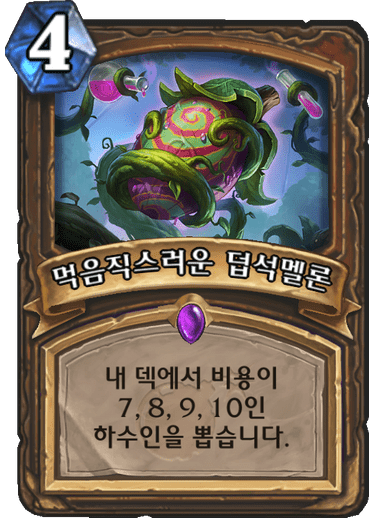 4
먹음직스러운 덥석멜론
내 덱에서 비용이
7, 8, 9, 10인
하수인을 뽑습니다.